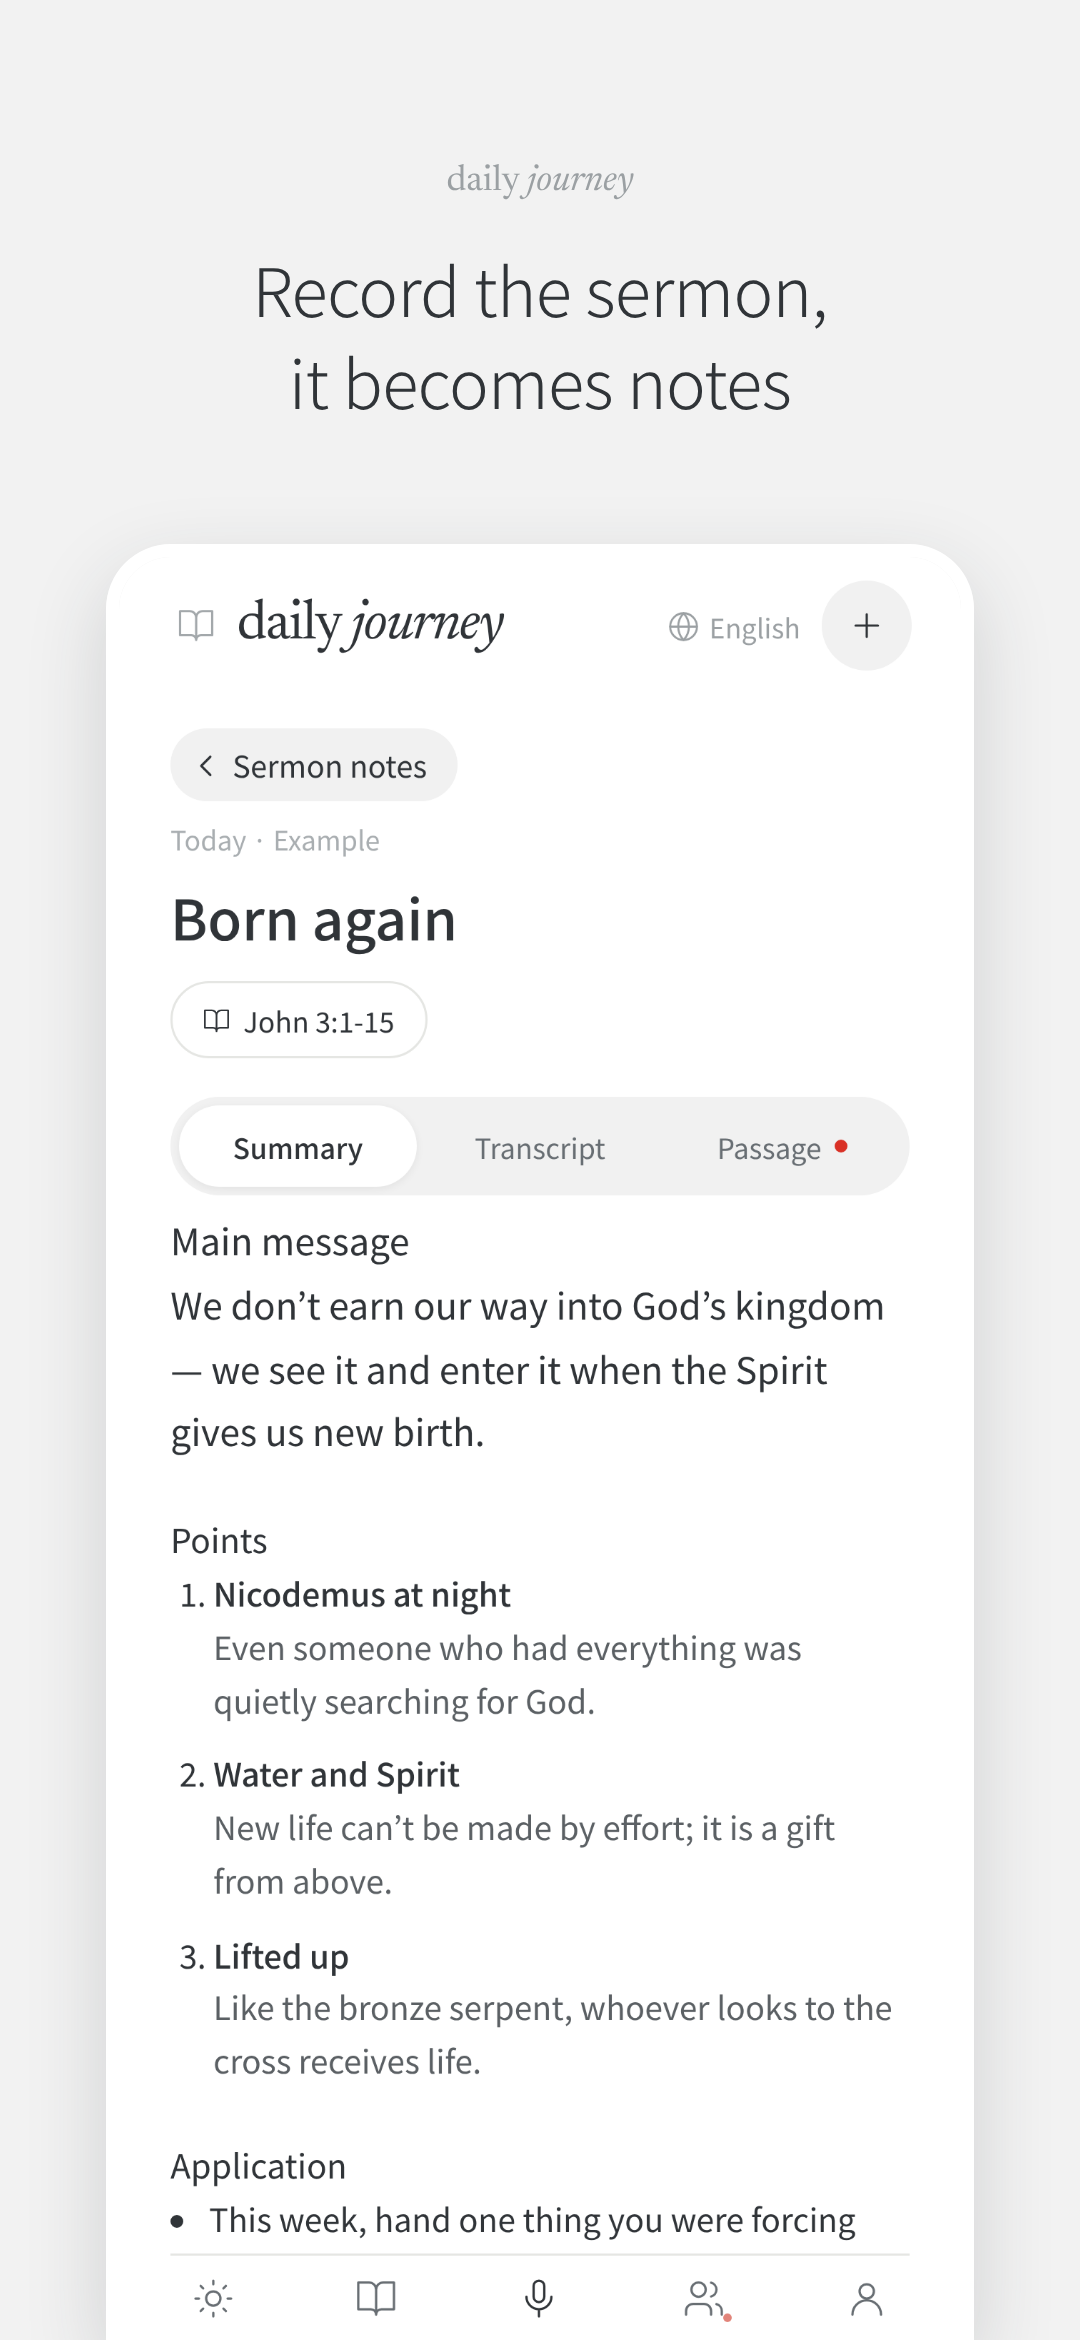 daily journey
Record the sermon,
it becomes notes
daily journey
English
Sermon notes
Today · Example
Born again
John 3:1-15
Summary
Transcript
Passage
Main message
We don’t earn our way into God’s kingdom
— we see it and enter it when the Spirit
gives us new birth.
Points
1. Nicodemus at night
Even someone who had everything was
quietly searching for God.
2. Water and Spirit
New life can’t be made by effort; it is a gift
from above.
3. Lifted up
Like the bronze serpent, whoever looks to the
cross receives life.
Application
• This week, hand one thing you were forcing